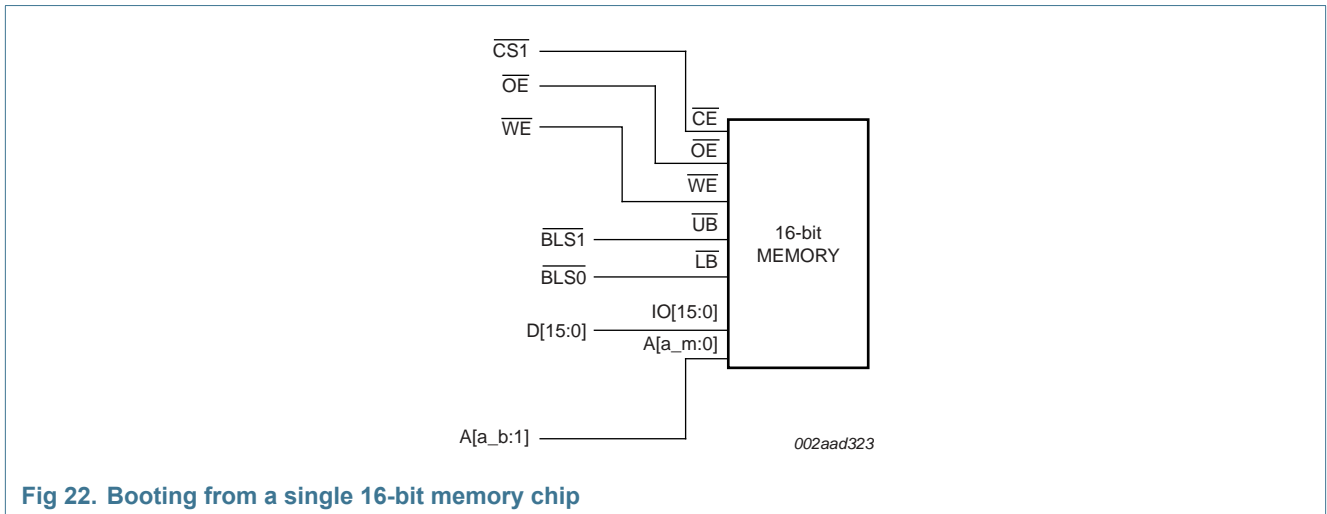 CS1
OE
WE
CE
OE
WE
UB
BLS1
LB
BLS0
16-bit
MEMORY
IO[15:0]
D[15:0]
A[a_m:0]
A[a_b:1]
002aad323
Fig 22. Booting from a single 16-bit memory chip